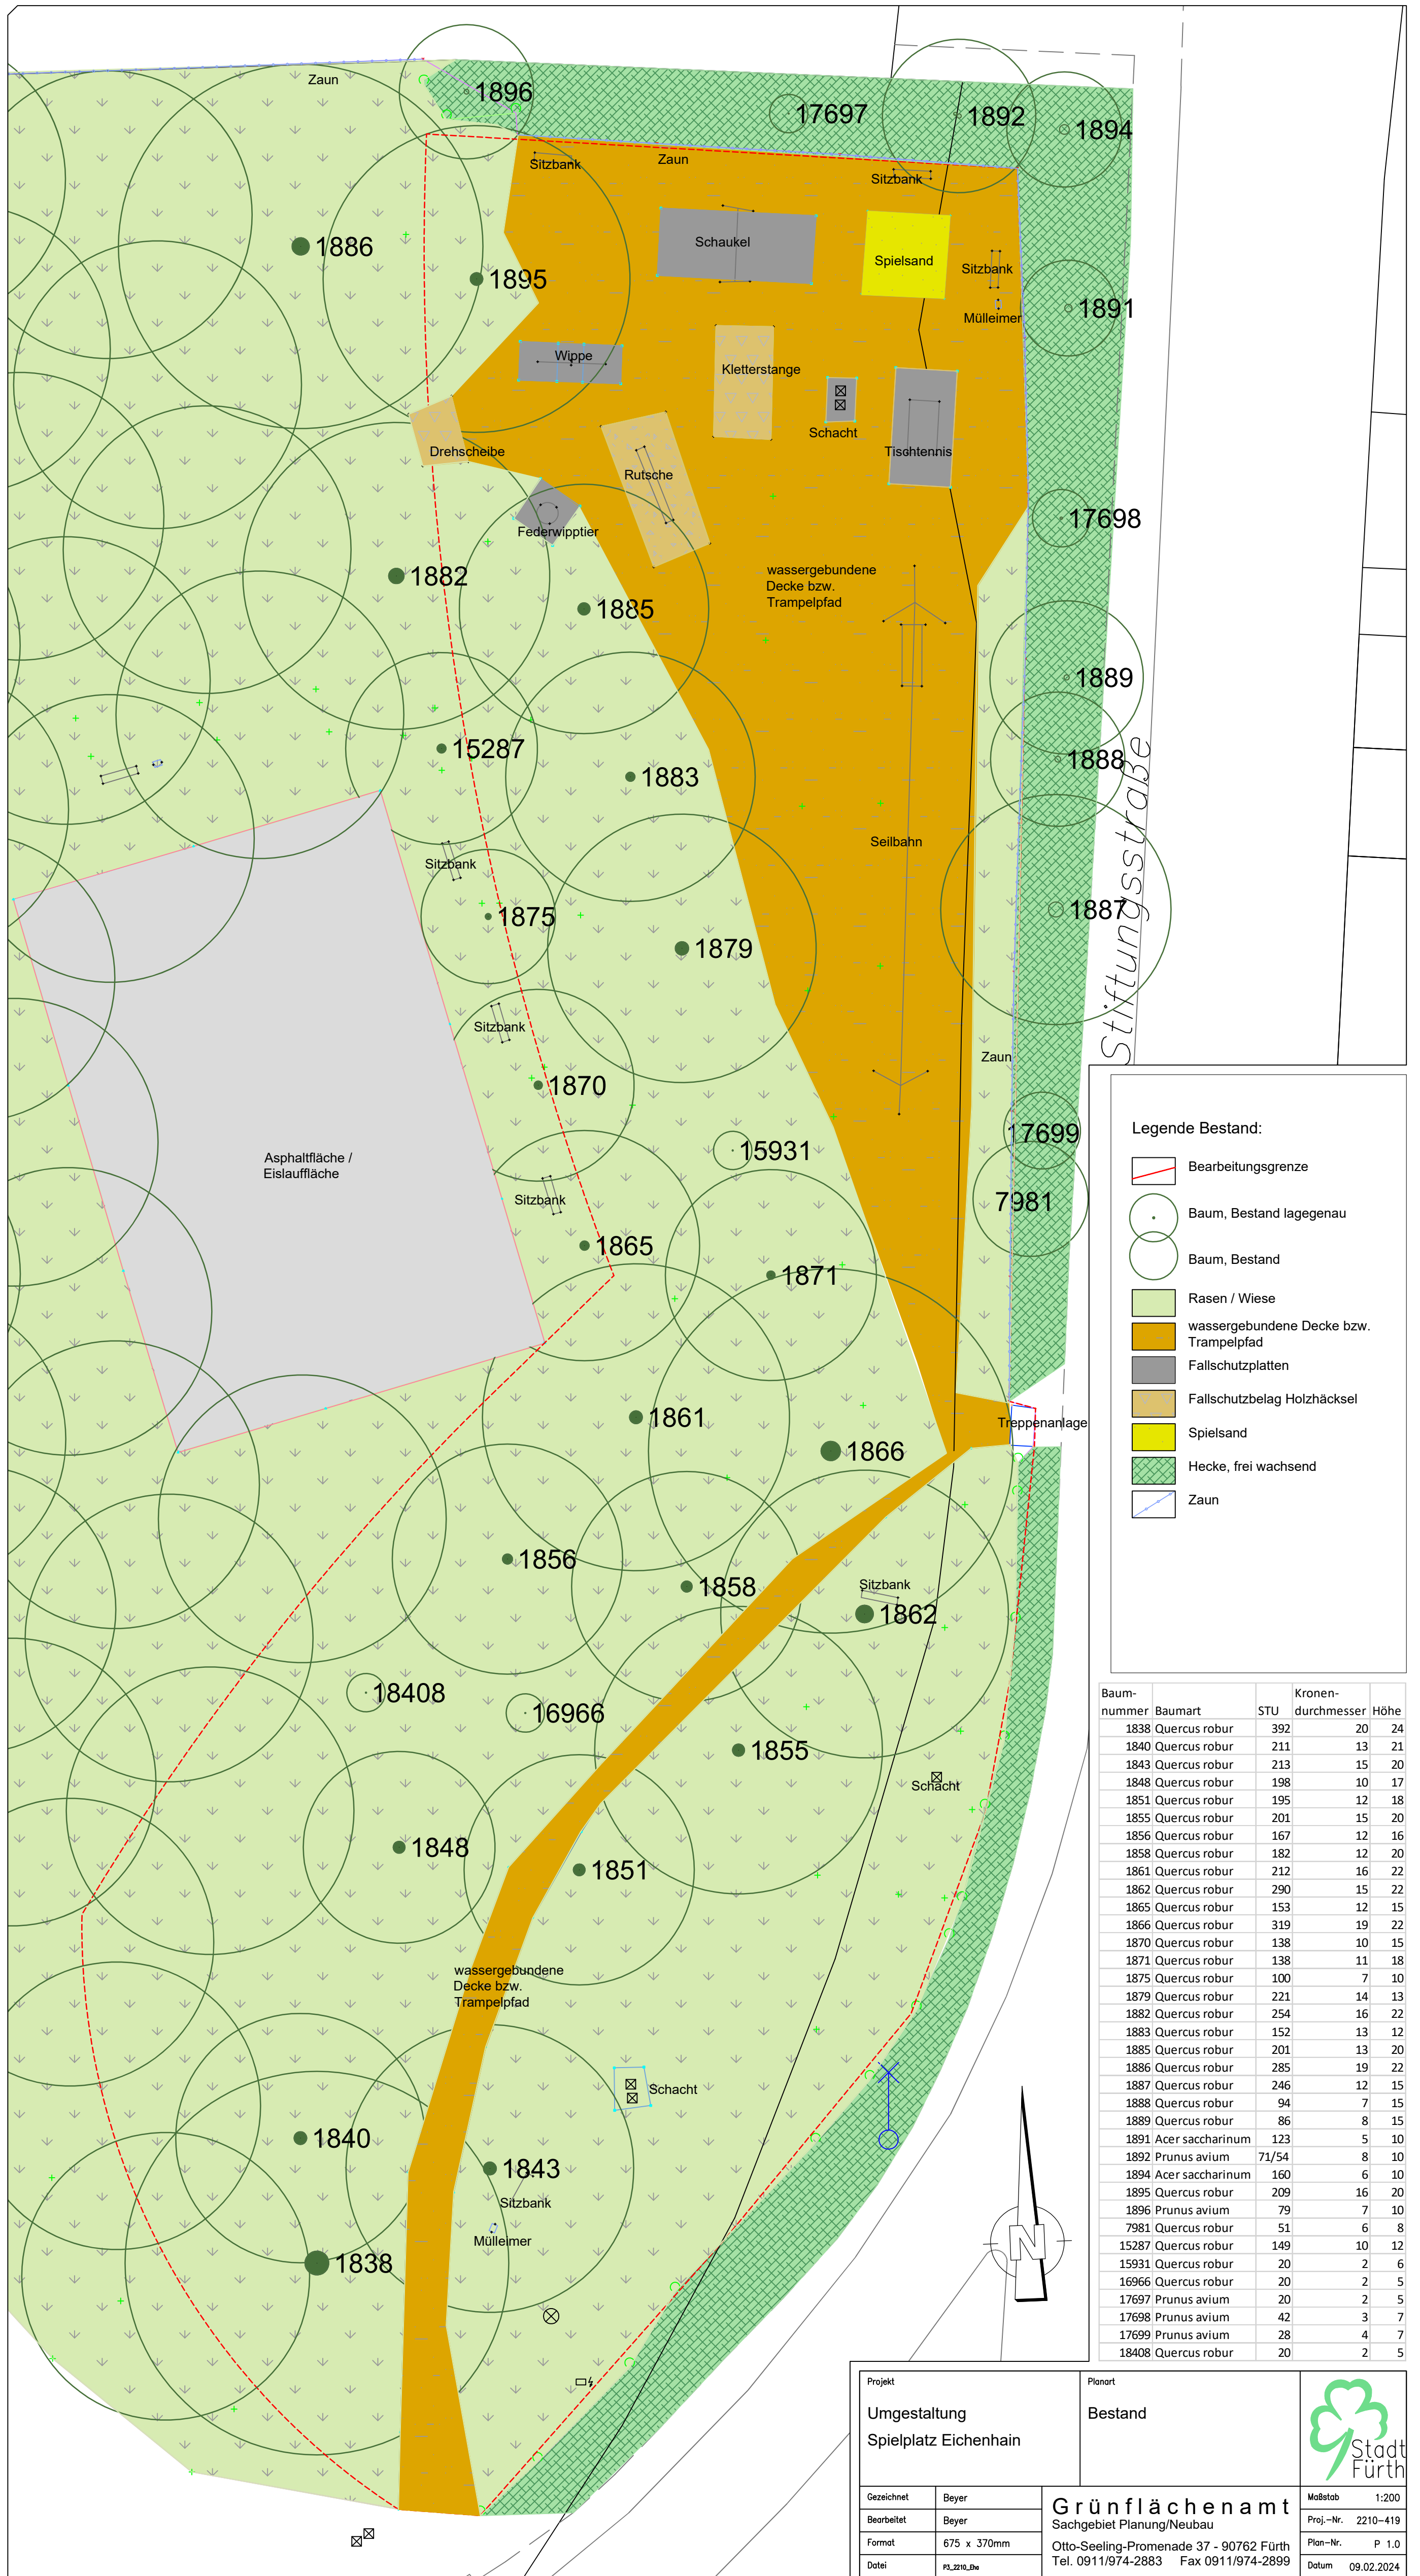 Zaun
1896
17697
1892
1894
Sitzbank
Zaun
Sitzbank
1886
1895
Schaukel
Spielsand
Sitzbank
Mülleimer
1891
Wippe
Kletterstange
Schacht
Drehscheibe
Rutsche
Tischtennis
Federwipptier
17698
1882
wassergebundene
Decke bzw.
Trampelpfad
1885
1889
15287
1883
1888
Stiftungsstraße
Seilbahn
Sitzbank
1875
1887
1879
Sitzbank
Zaun
1870
17699
15931
Asphaltfläche /
Eislauffläche
Sitzbank
7981
1865
1871
1861
Treppenanlage
1866
1856
1858
Sitzbank
1862
18408
16966
1855
Schacht
1848
1851
wassergebundene
Decke bzw.
Trampelpfad
Schacht
1840
1843
Sitzbank
Mülleimer
1838
N
Legende Bestand:
Bearbeitungsgrenze
Baum, Bestand lagegenau
Baum, Bestand
Rasen / Wiese
wassergebundene Decke bzw.
Trampelpfad
Fallschutzplatten
Fallschutzbelag Holzhäcksel
Spielsand
Hecke, frei wachsend
Zaun
Baum- Kronen-
nummer Baumart STU durchmesser Höhe
1838 Quercus robur 392 20 24
1840 Quercus robur 211 13 21
1843 Quercus robur 213 15 20
1848 Quercus robur 198 10 17
1851 Quercus robur 195 12 18
1855 Quercus robur 201 15 20
1856 Quercus robur 167 12 16
1858 Quercus robur 182 12 20
1861 Quercus robur 212 16 22
1862 Quercus robur 290 15 22
1865 Quercus robur 153 12 15
1866 Quercus robur 319 19 22
1870 Quercus robur 138 10 15
1871 Quercus robur 138 11 18
1875 Quercus robur 100 7 10
1879 Quercus robur 221 14 13
1882 Quercus robur 254 16 22
1883 Quercus robur 152 13 12
1885 Quercus robur 201 13 20
1886 Quercus robur 285 19 22
1887 Quercus robur 246 12 15
1888 Quercus robur 94 7 15
1889 Quercus robur 86 8 15
1891 Acer saccharinum 123 5 10
1892 Prunus avium 71/54 8 10
1894 Acer saccharinum 160 6 10
1895 Quercus robur 209 16 20
1896 Prunus avium 79 7 10
7981 Quercus robur 51 6 8
15287 Quercus robur 149 10 12
15931 Quercus robur 20 2 6
16966 Quercus robur 20 2 5
17697 Prunus avium 20 2 5
17698 Prunus avium 42 3 7
17699 Prunus avium 28 4 7
18408 Quercus robur 20 2 5
Projekt
Umgestaltung
Spielplatz Eichenhain
Planart
Bestand
Stadt
Fürth
Gezeichnet Beyer
Bearbeitet Beyer
Format 675 x 370mm
Datei P3_2210_Eha
Grünflächenamt
Sachgebiet Planung/Neubau
Otto-Seeling-Promenade 37 - 90762 Fürth
Tel. 0911/974-2883 Fax 0911/974-2899
Maßstab 1:200
Proj.-Nr. 2210-419
Plan-Nr. P 1.0
Datum 09.02.2024